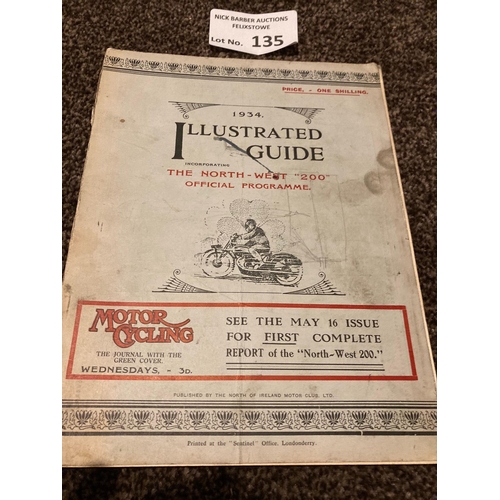 NICK BARBER AUCTIONS
FELIXSTOWE
Lot No. 135
PRICE, - ONE SHILLING.
1934.
ILLUSTRATED
GUIDE
INCORPORATING
THE NORTH-WEST "200"
OFFICIAL PROGRAMME.
MOTOR
CYCLING
THE JOURNAL WITH THE
GREEN COVER.
WEDNESDAYS, - 3D.
SEE THE MAY 16 ISSUE
FOR FIRST COMPLETE
REPORT of the "North-West 200."
PUBLISHED BY THE NORTH OF IRELAND MOTOR CLUB, LTD.
Printed at the "Sentinel" Office, Londonderry.